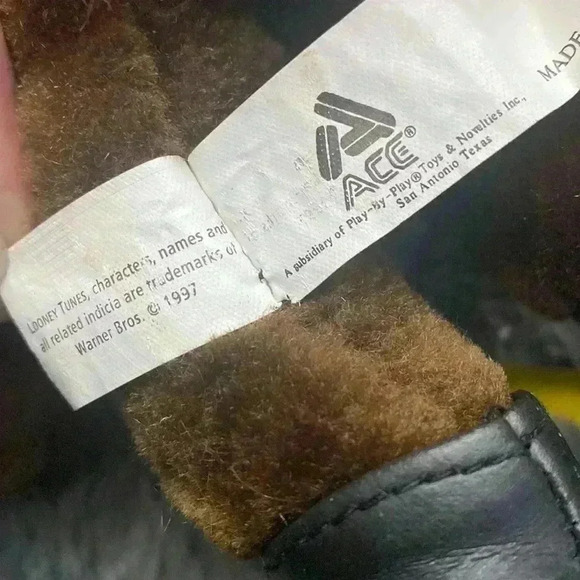 LOONEY TUNES, characters, names and
all related indicia are trademarks of
Warner Bros. © 1997
ACE®
A subsidiary of Play-By-Play® Toys & Novelties Inc.,
San Antonio Texas
MADE